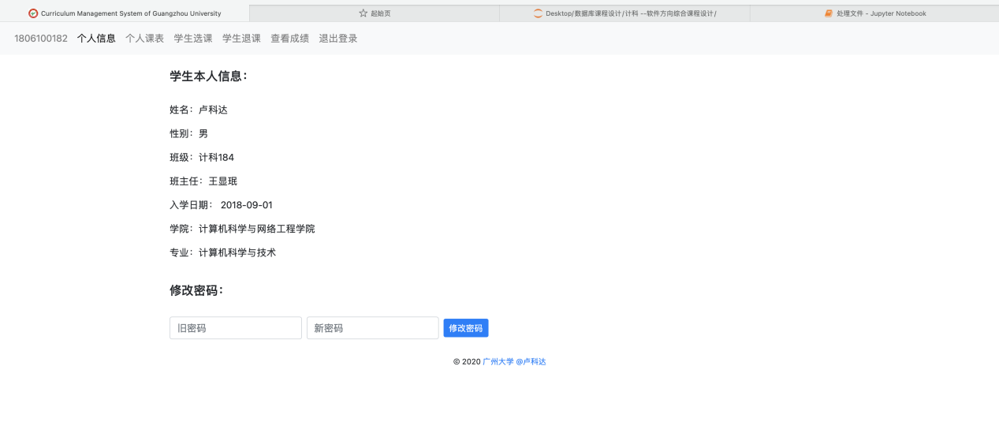 Curriculum Management System of Guangzhou University 起始页 Desktop/数据库课程设计/计科 --软件方向综合课程设计/ 处理文件 - Jupyter Notebook
1806100182 个人信息 个人课表 学生选课 学生退课 查看成绩 退出登录
学生本人信息：
姓名：卢科达
性别：男
班级：计科184
班主任：王显珉
入学日期： 2018-09-01
学院：计算机科学与网络工程学院
专业：计算机科学与技术
修改密码：
旧密码 新密码 修改密码
© 2020 广州大学 @卢科达